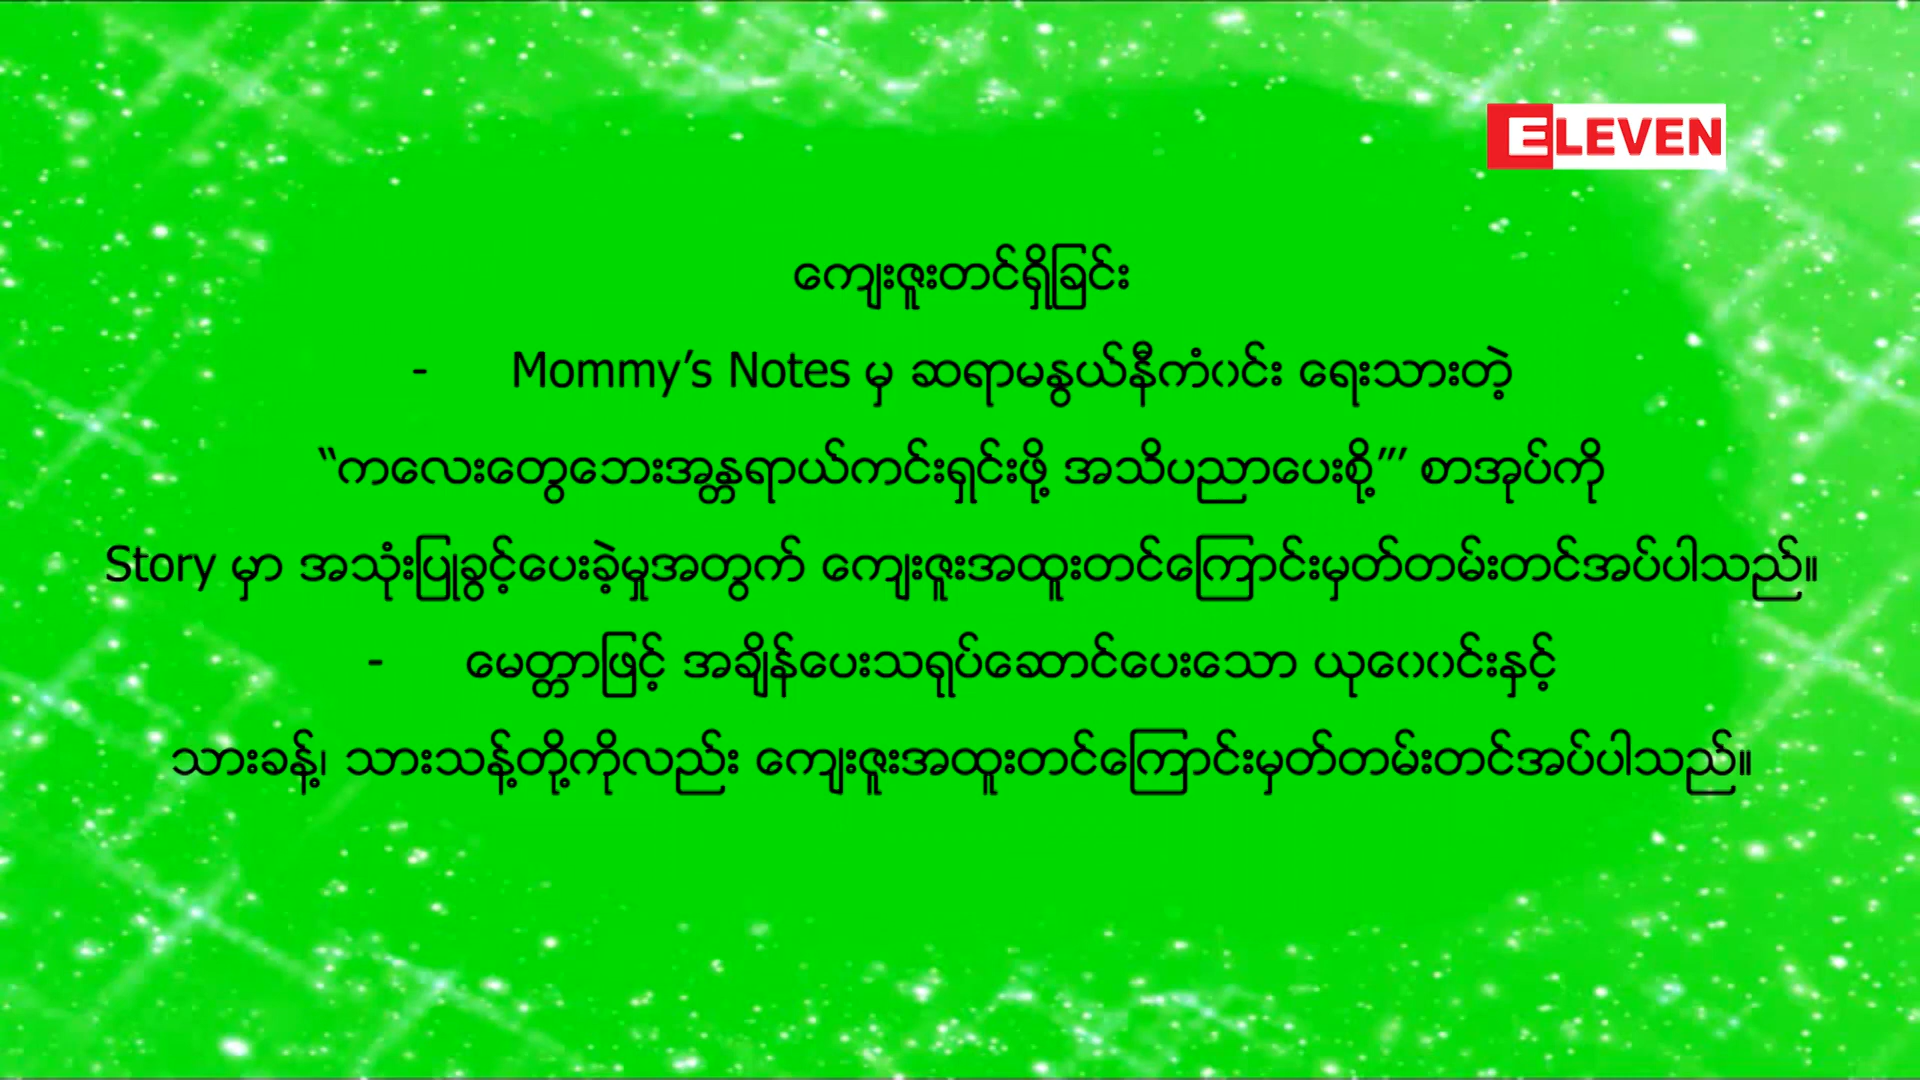 ELEVEN
ကျေးဇူးတင်ရှိခြင်း
- Mommy’s Notes မှ ဆရာမနွယ်နီကံဝင်း ရေးသားတဲ့
“ကလေးတွေဘေးအန္တရာယ်ကင်းရှင်းဖို့ အသိပညာပေးစို့”’ စာအုပ်ကို
Story မှာ အသုံးပြုခွင့်ပေးခဲ့မှုအတွက် ကျေးဇူးအထူးတင်ကြောင်းမှတ်တမ်းတင်အပ်ပါသည်။
- မေတ္တာဖြင့် အချိန်ပေးသရုပ်ဆောင်ပေးသော ယုဝေဝင်းနှင့်
သားခန့်၊ သားသန့်တို့ကိုလည်း ကျေးဇူးအထူးတင်ကြောင်းမှတ်တမ်းတင်အပ်ပါသည်။